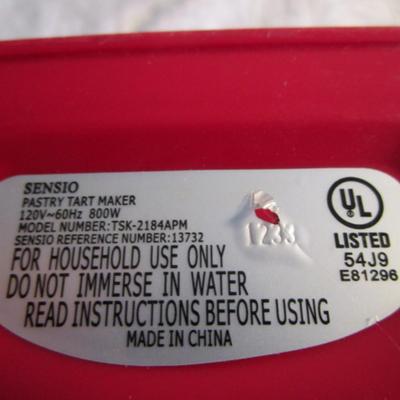 SENSIO
PASTRY TART MAKER
120V~60Hz 800W
MODEL NUMBER:TSK-2184APM
SENSIO REFERENCE NUMBER:13732
FOR HOUSEHOLD USE ONLY
DO NOT IMMERSE IN WATER
READ INSTRUCTIONS BEFORE USING
MADE IN CHINA
1233
UL
LISTED
54J9
E81296